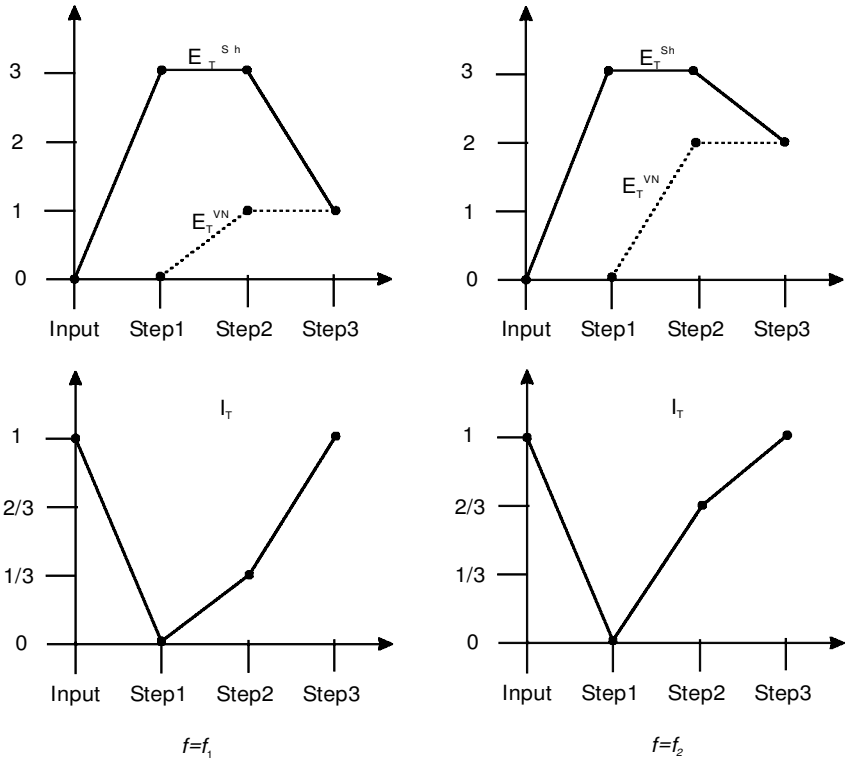 E_T^Sh
3
2
1
0
E_T^VN
Input Step1 Step2 Step3
E_T^Sh
3
2
1
0
E_T^VN
Input Step1 Step2 Step3
I_T
1
2/3
1/3
0
Input Step1 Step2 Step3
f=f_1
I_T
1
2/3
1/3
0
Input Step1 Step2 Step3
f=f_2